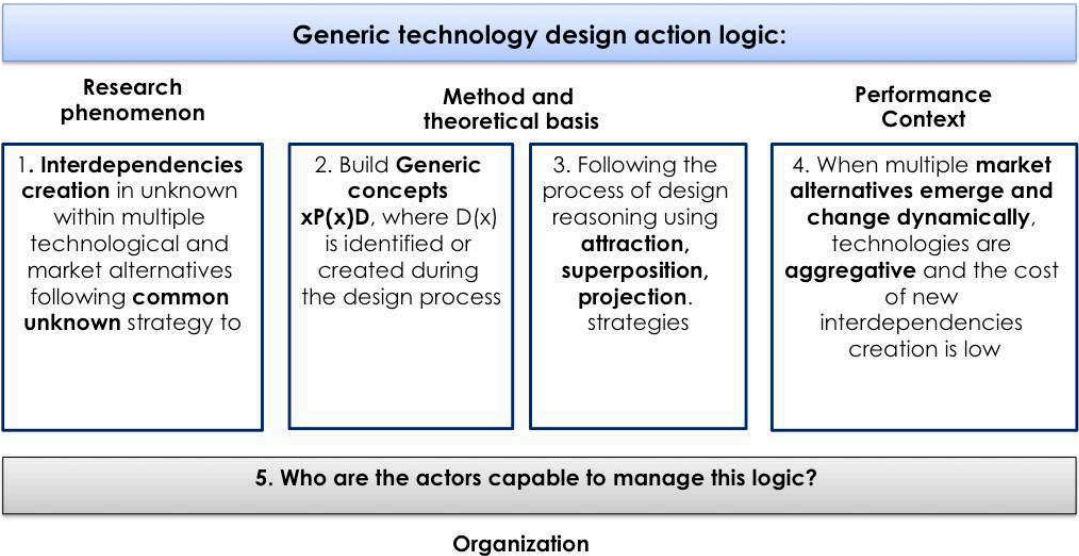 Generic technology design action logic:
Research
phenomenon
Method and
theoretical basis
Performance
Context
1. Interdependencies
creation in unknown
within multiple
technological and
market alternatives
following common
unknown strategy to
2. Build Generic
concepts
xP(x)D, where D(x)
is identified or
created during
the design process
3. Following the
process of design
reasoning using
attraction,
superposition,
projection.
strategies
4. When multiple market
alternatives emerge and
change dynamically,
technologies are
aggregative and the cost
of new
interdependencies
creation is low
5. Who are the actors capable to manage this logic?
Organization